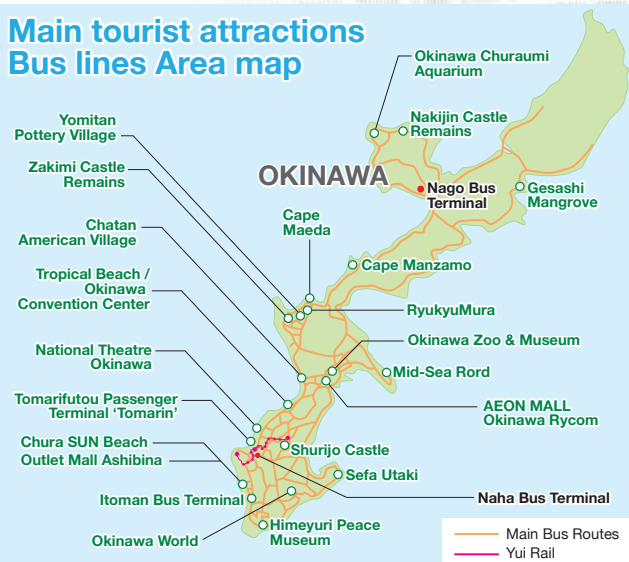 Main tourist attractions
Bus lines Area map
Okinawa Churaumi
Aquarium
Nakijin Castle
Remains
Yomitan
Pottery Village
Zakimi Castle
Remains
OKINAWA
Nago Bus
Terminal
Gesashi
Mangrove
Chatan
American Village
Cape
Maeda
Cape Manzamo
Tropical Beach /
Okinawa
Convention Center
RyukyuMura
Okinawa Zoo & Museum
National Theatre
Okinawa
Mid-Sea Rord
Tomarifutou Passenger
Terminal ‘Tomarin’
AEON MALL
Okinawa Rycom
Chura SUN Beach
Outlet Mall Ashibina
Shurijo Castle
Sefa Utaki
Itoman Bus Terminal
Naha Bus Terminal
Okinawa World
Himeyuri Peace
Museum
Main Bus Routes
Yui Rail